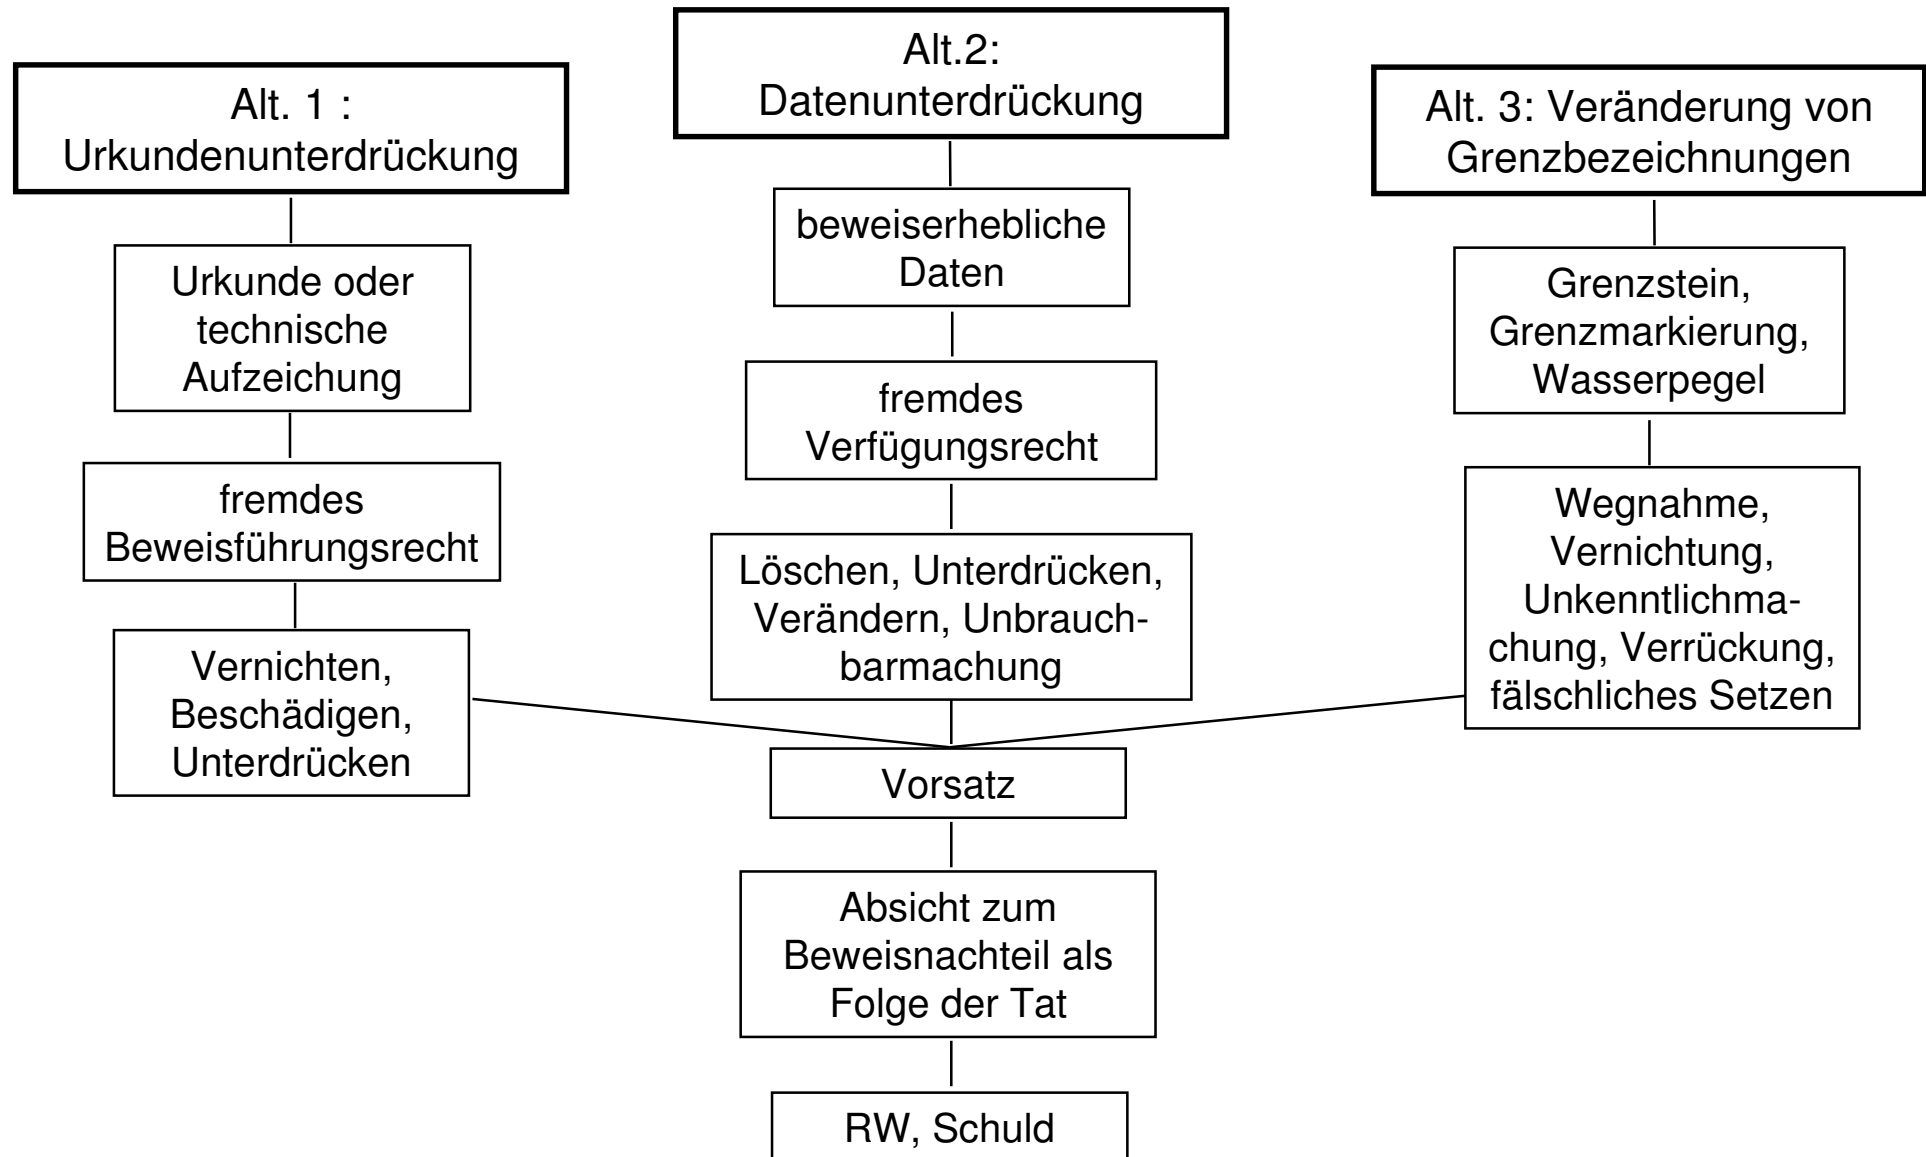 Alt. 1 :
Urkundenunterdrückung
Urkunde oder
technische
Aufzeichung
fremdes
Beweisführungsrecht
Vernichten,
Beschädigen,
Unterdrücken
Alt.2:
Datenunterdrückung
beweiserhebliche
Daten
fremdes
Verfügungsrecht
Löschen, Unterdrücken,
Verändern, Unbrauch-
barmachung
Alt. 3: Veränderung von
Grenzbezeichnungen
Grenzstein,
Grenzmarkierung,
Wasserpegel
Wegnahme,
Vernichtung,
Unkenntlichma-
chung, Verrückung,
fälschliches Setzen
Vorsatz
Absicht zum
Beweisnachteil als
Folge der Tat
RW, Schuld